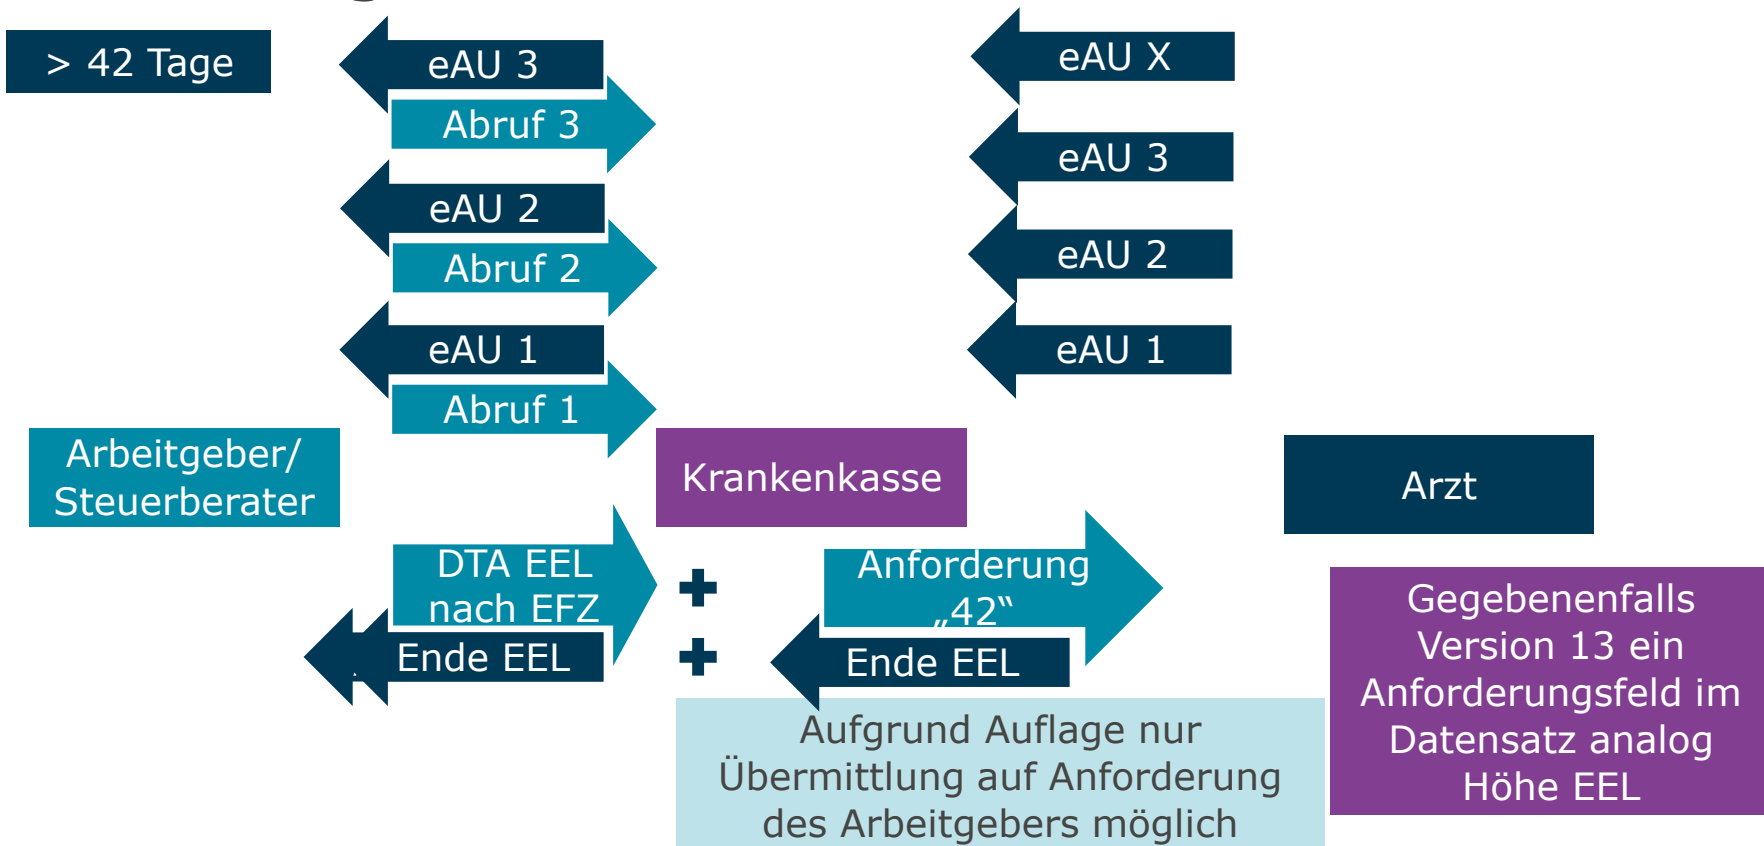 > 42 Tage
eAU 3
eAU X
Abruf 3
eAU 3
eAU 2
eAU 2
Abruf 2
eAU 1
eAU 1
Abruf 1
Arbeitgeber/
Steuerberater
Krankenkasse
Arzt
DTA EEL
nach EFZ
+
Anforderung
„42“
Ende EEL
+
Ende EEL
Gegebenenfalls
Version 13 ein
Anforderungsfeld im
Datensatz analog
Höhe EEL
Aufgrund Auflage nur
Übermittlung auf Anforderung
des Arbeitgebers möglich